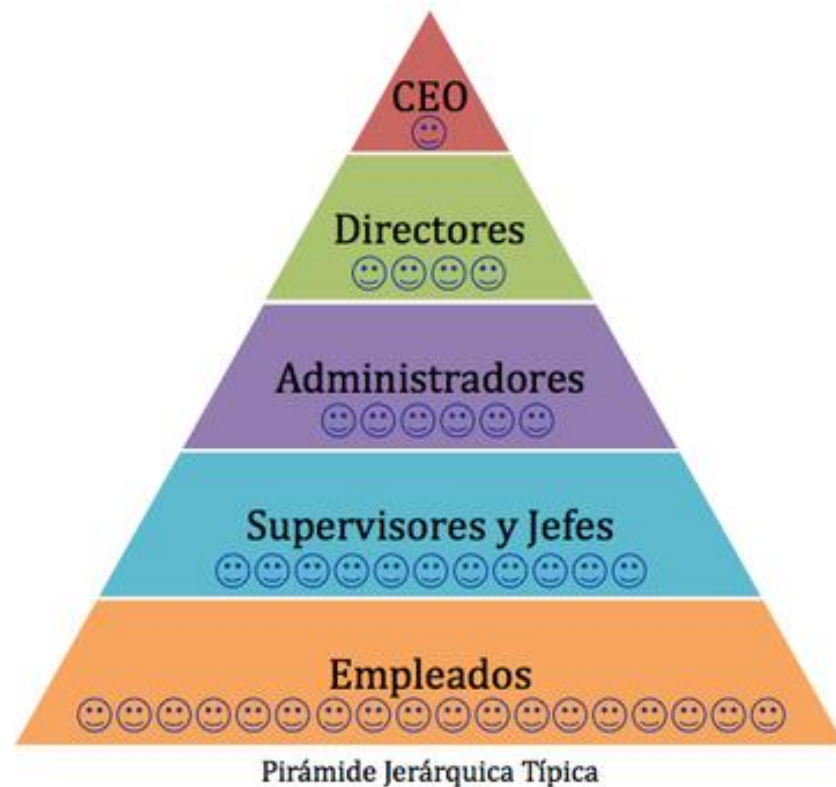 CEO
Directores
Administradores
Supervisores y Jefes
Empleados
Pirámide Jerárquica Típica